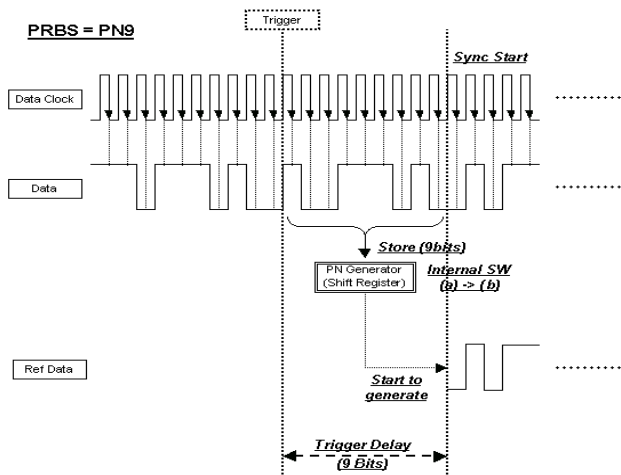 Trigger
PRBS = PN9
Sync Start
Data Clock
Data
Store (9bits)
PN Generator
(Shift Register)
Internal SW
(a) -> (b)
Ref Data
Start to
generate
Trigger Delay
(9 Bits)